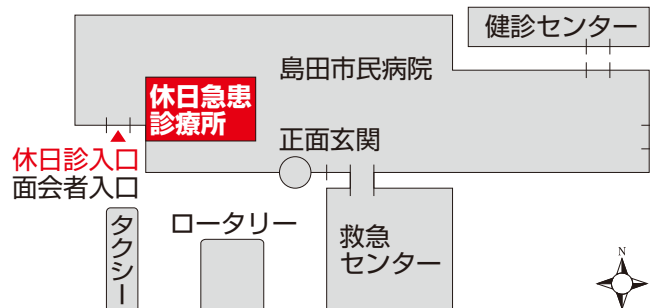 健診センター
島田市民病院
休日急患
診療所
正面玄関
休日診入口
面会者入口
タクシー
ロータリー
救急
センター
N